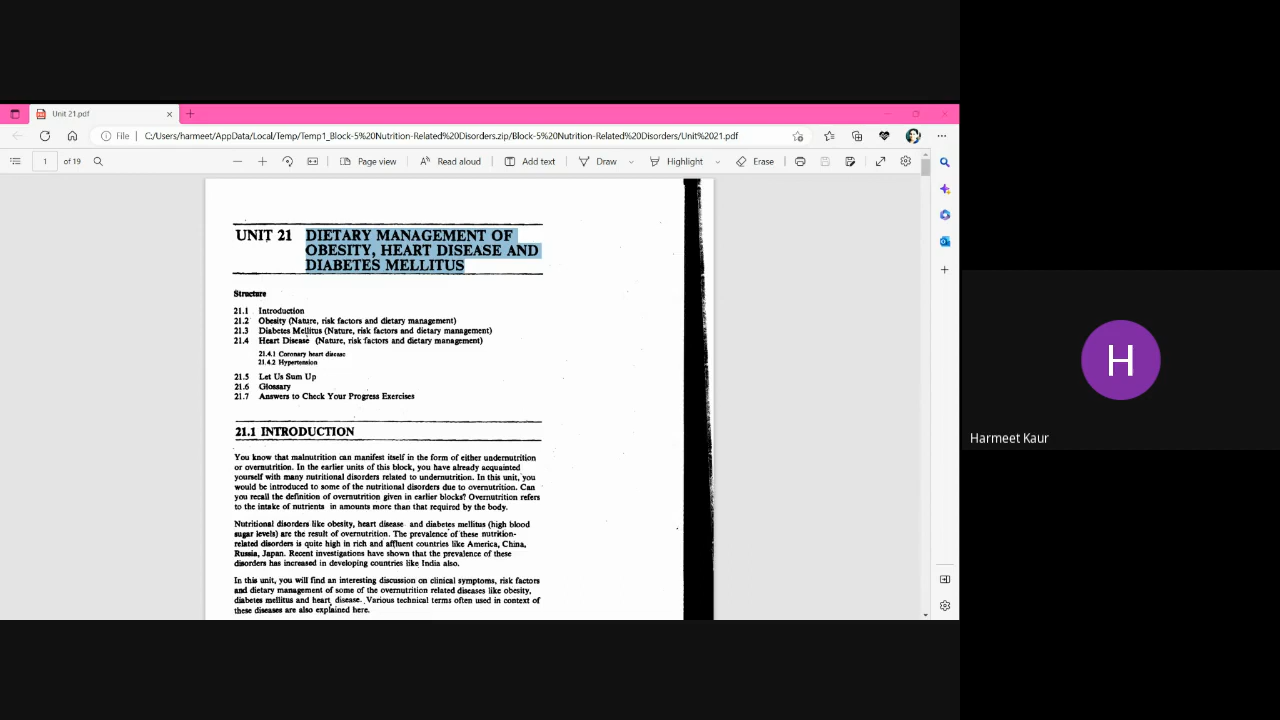 Unit 21.pdf
File C:/Users/harmeet/AppData/Local/Temp/Temp1_Block-5%20Nutrition-Related%20Disorders.zip/Block-5%20Nutrition-Related%20Disorders/Unit%2021.pdf
1 of 19 Page view Read aloud Add text Draw Highlight Erase
UNIT 21 DIETARY MANAGEMENT OF
OBESITY, HEART DISEASE AND
DIABETES MELLITUS
Structure
21.1 Introduction
21.2 Obesity (Nature, risk factors and dietary management)
21.3 Diabetes Mellitus (Nature, risk factors and dietary management)
21.4 Heart Disease (Nature, risk factors and dietary management)
21.4.1 Coronary heart disease
21.4.2 Hypertension
21.5 Let Us Sum Up
21.6 Glossary
21.7 Answers to Check Your Progress Exercises
21.1 INTRODUCTION
You know that malnutrition can manifest itself in the form of either undernutrition
or overnutrition. In the earlier units of this block, you have already acquainted
yourself with many nutritional disorders related to undernutrition. In this unit, you
would be introduced to some of the nutritional disorders due to overnutrition. Can
you recall the definition of overnutrition given in earlier blocks? Overnutrition refers
to the intake of nutrients in amounts more than that required by the body.
Nutritional disorders like obesity, heart disease and diabetes mellitus (high blood
sugar levels) are the result of overnutrition. The prevalence of these nutrition-
related disorders is quite high in rich and affluent countries like America, China,
Russia, Japan. Recent investigations have shown that the prevalence of these
disorders has increased in developing countries like India also.
In this unit, you will find an interesting discussion on clinical symptoms, risk factors
and dietary management of some of the overnutrition related diseases like obesity,
diabetes mellitus and heart disease. Various technical terms often used in context of
these diseases are also explained here.
H
Harmeet Kaur